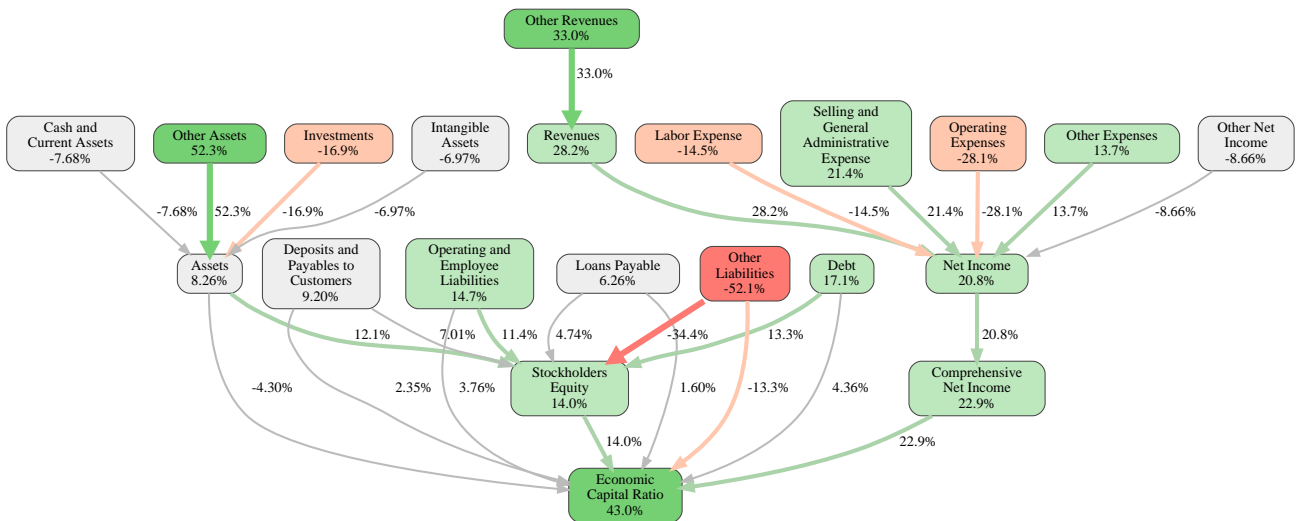 Other Revenues
33.0%
33.0%
Cash and
Current Assets
-7.68%
Other Assets
52.3%
Investments
-16.9%
Intangible
Assets
-6.97%
Revenues
28.2%
Labor Expense
-14.5%
Selling and
General
Administrative
Expense
21.4%
Operating
Expenses
-28.1%
Other Expenses
13.7%
Other Net
Income
-8.66%
-7.68%
52.3%
-16.9%
-6.97%
28.2%
-14.5%
21.4%
-28.1%
13.7%
-8.66%
Assets
8.26%
Deposits and
Payables to
Customers
9.20%
Operating and
Employee
Liabilities
14.7%
Loans Payable
6.26%
Other
Liabilities
-52.1%
Debt
17.1%
Net Income
20.8%
12.1%
7.01%
11.4%
4.74%
-34.4%
13.3%
20.8%
-4.30%
2.35%
3.76%
Stockholders
Equity
14.0%
1.60%
-13.3%
4.36%
Comprehensive
Net Income
22.9%
14.0%
22.9%
Economic
Capital Ratio
43.0%